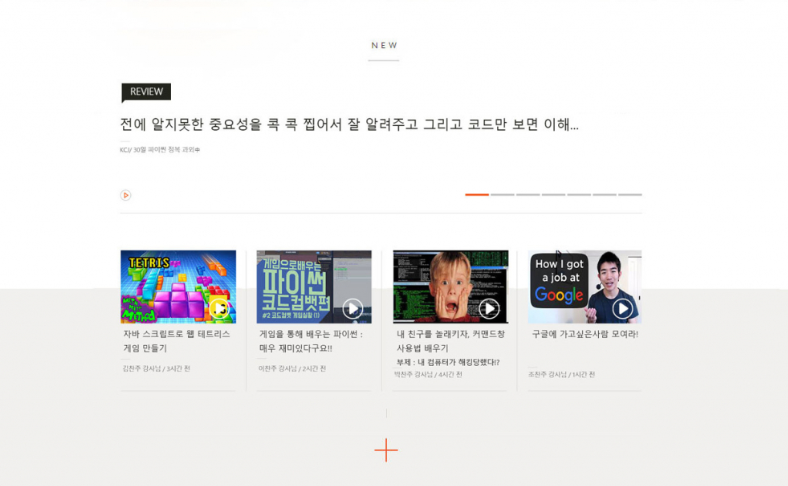 NEW
REVIEW
전에 알지못한 중요성을 콕 콕 찝어서 잘 알려주고 그리고 코드만 보면 이해...
KCJ// 30월 파이썬 정복 과외中
TETRIS
게임으로배우는
파이썬
코드컴뱃편
How I got
a job at
Google
자바 스크립트로 웹 테트리스
게임 만들기
김찬주 강사님 / 3시간 전
게임을 통해 배우는 파이썬 :
매우 재미있다구요!!
이찬주 강사님 / 2시간 전
내 친구를 놀래키자, 커맨드창
사용법 배우기
부제 : 내 컴퓨터가 해킹당했다!?
박찬주 강사님 / 4시간 전
구글에 가고싶은사람 모여라!
조찬주 강사님 / 1시간 전